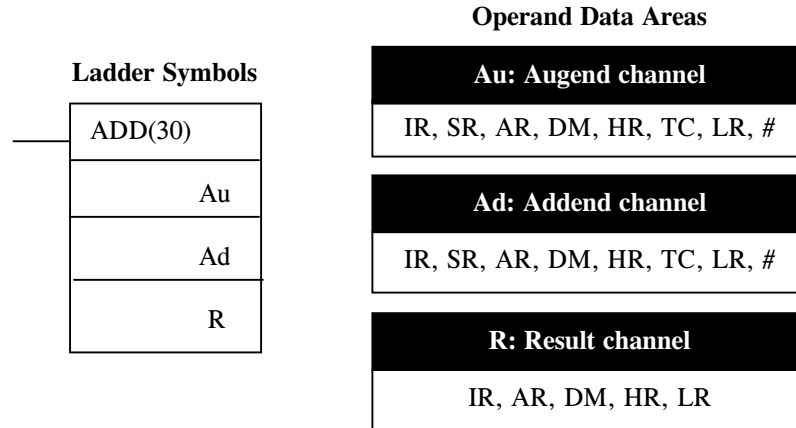 Ladder Symbols
ADD(30)
Au
Ad
R
Operand Data Areas
Au: Augend channel
IR, SR, AR, DM, HR, TC, LR, #
Ad: Addend channel
IR, SR, AR, DM, HR, TC, LR, #
R: Result channel
IR, AR, DM, HR, LR